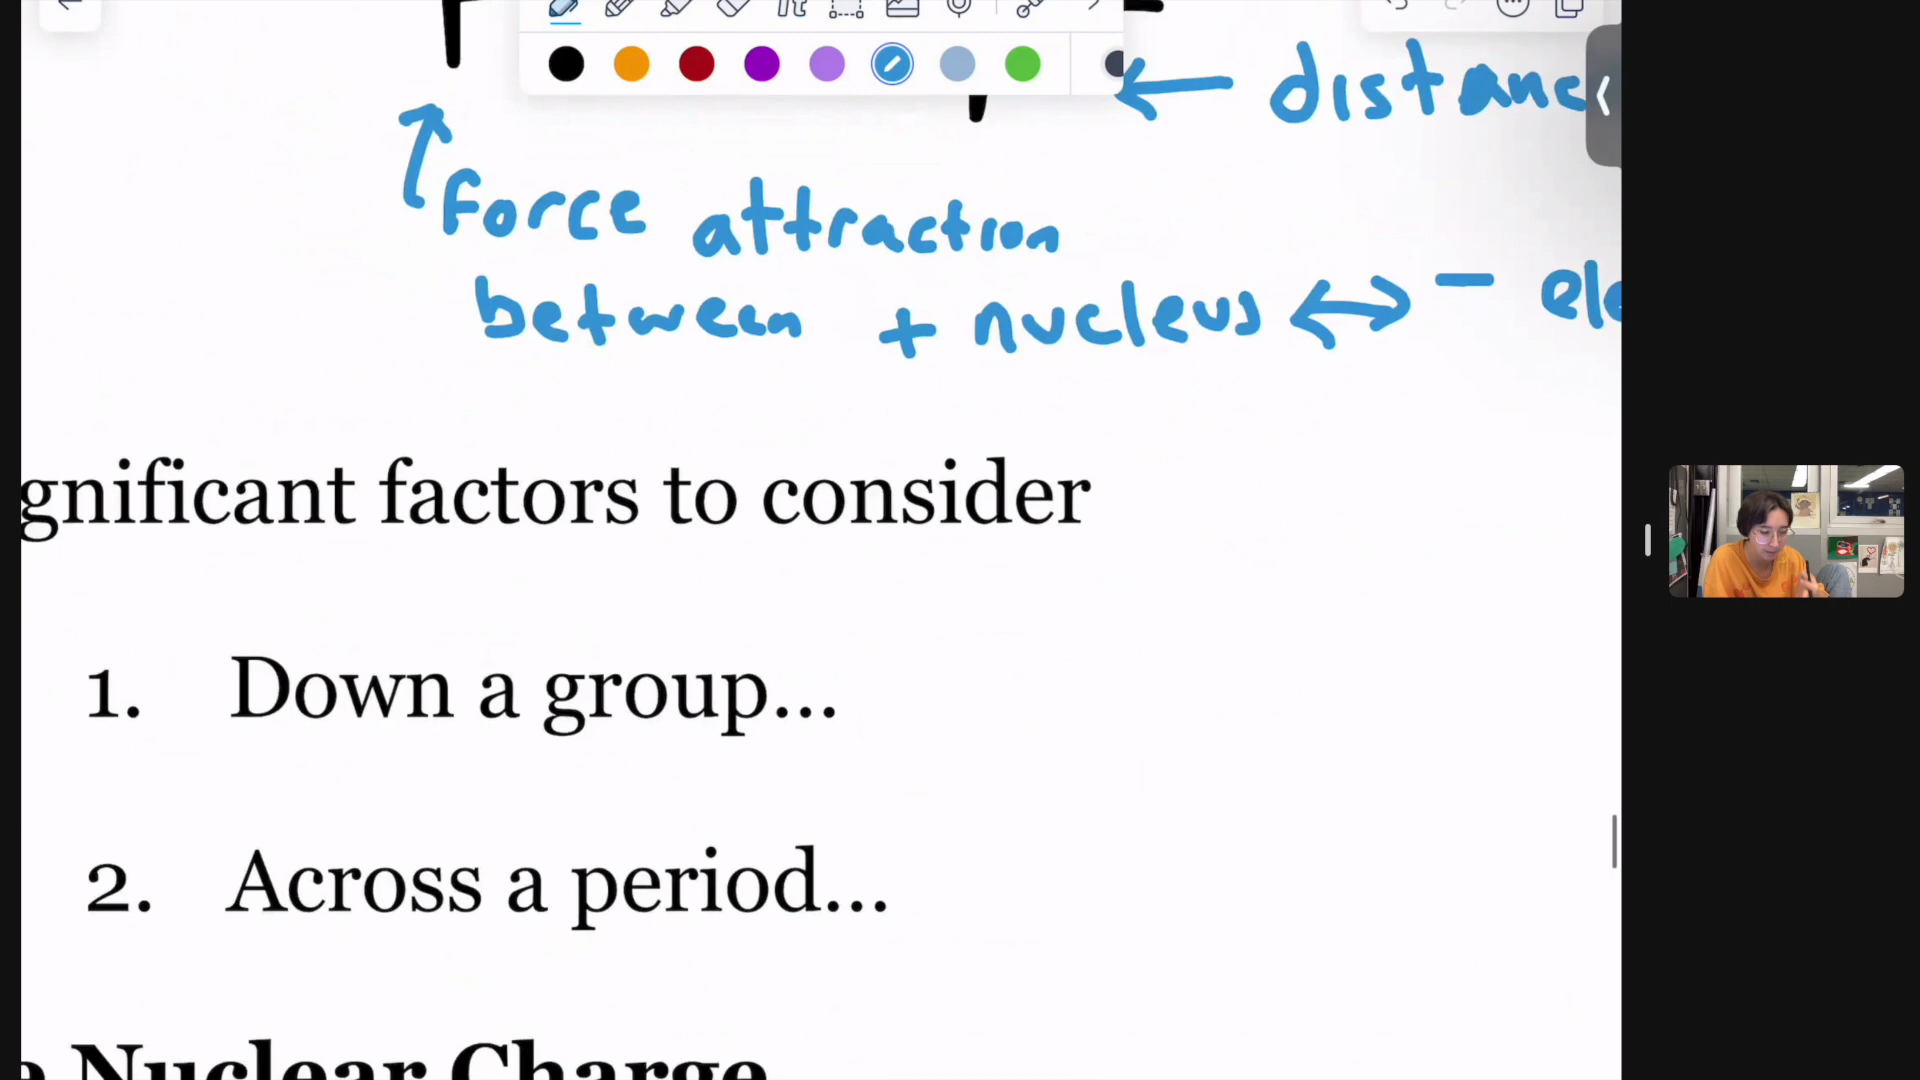 ← distanc
Force attraction
between + nucleus ↔ - ele
gnificant factors to consider
1. Down a group...
2. Across a period...
e Nuclear Charge